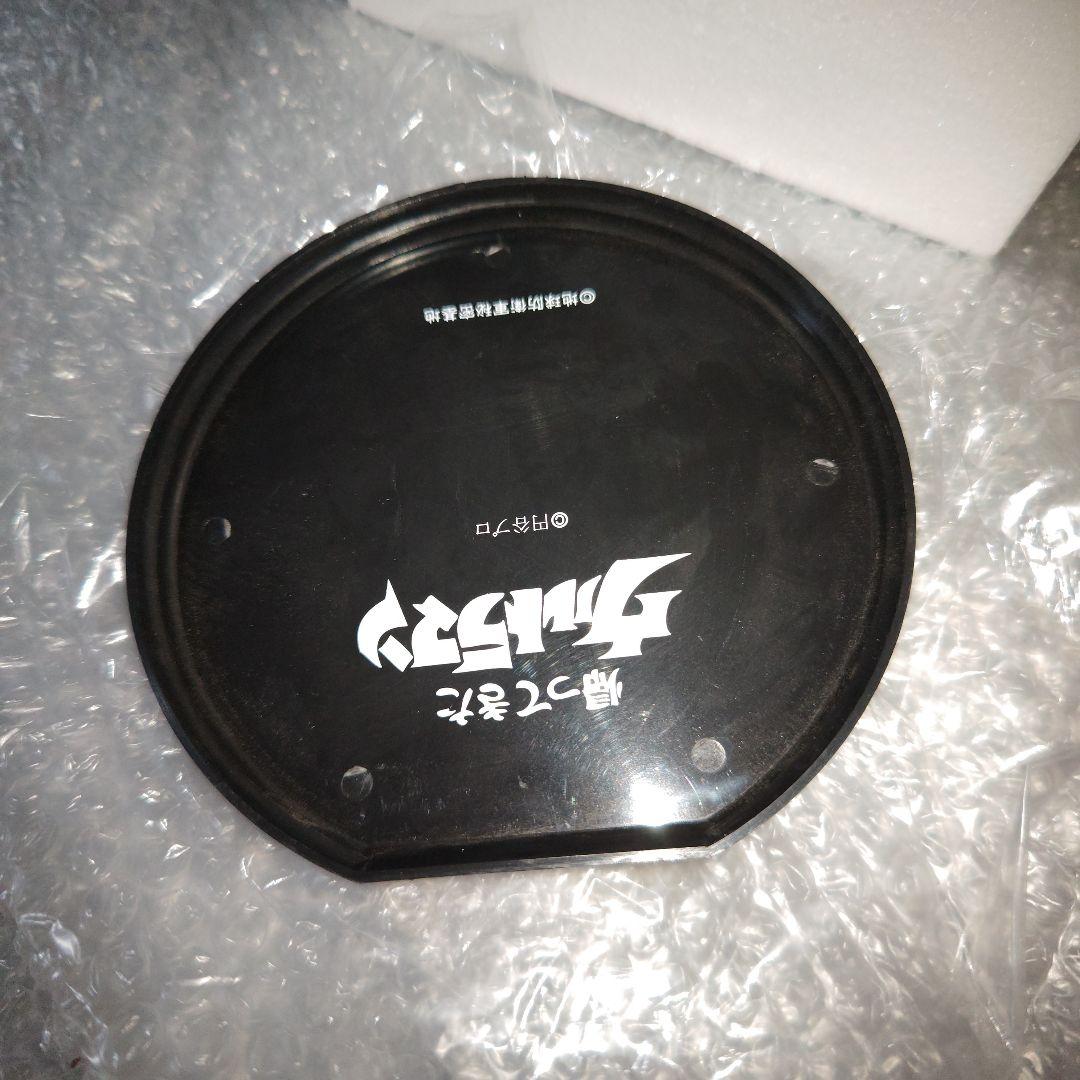 帰ってきた
ウルトラマン
©円谷プロ
©地球防衛軍秘密基地